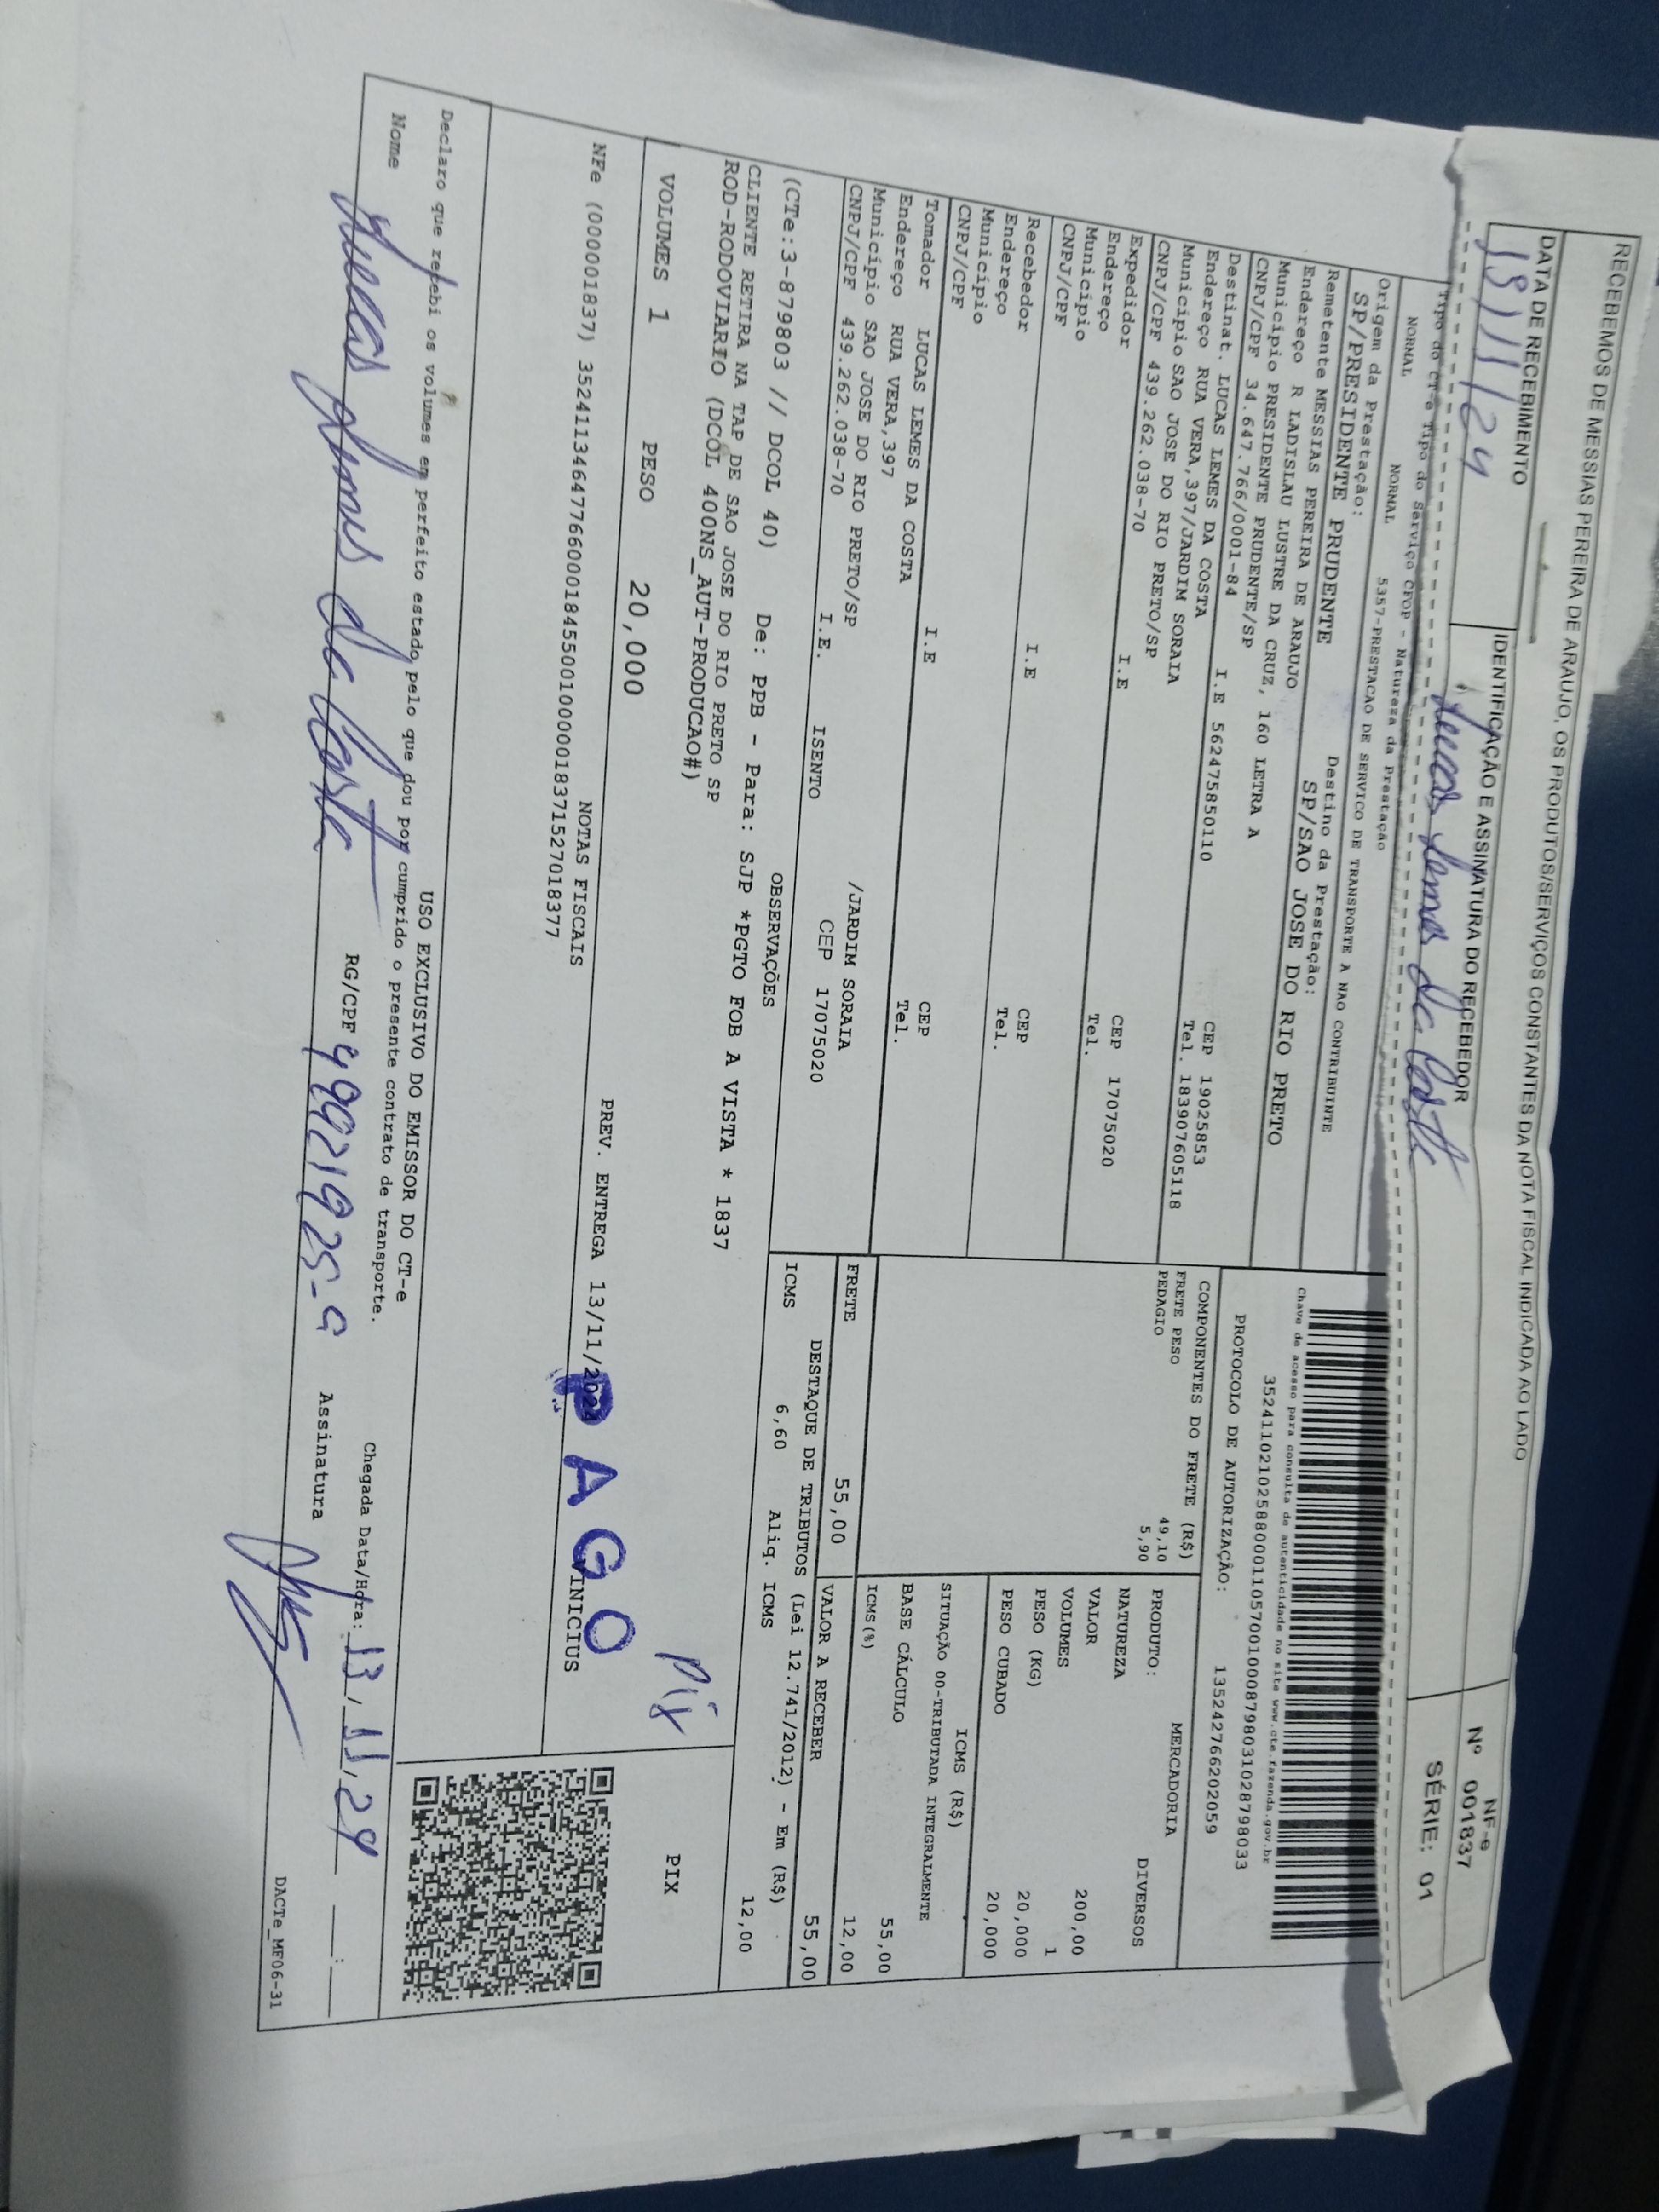 RECEBEMOS DE MESSIAS PEREIRA DE ARAUJO, OS PRODUTOS/SERVIÇOS CONSTANTES DA NOTA FISCAL INDICADA AO LADO
NF-e
Nº 001837
SÉRIE: 01
DATA DE RECEBIMENTO
13/11/24
IDENTIFICAÇÃO E ASSINATURA DO RECEBEDOR
Lucas Lemes da Costa
Tipo do CT-e Tipo do Serviço CFOP - Natureza da Prestação
NORMAL NORMAL 5357-PRESTACAO DE SERVICO DE TRANSPORTE A NAO CONTRIBUINTE
Origem da Prestação: Destino da Prestação:
SP/PRESIDENTE PRUDENTE SP/SAO JOSE DO RIO PRETO
Remetente MESSIAS PEREIRA DE ARAUJO
Endereço R LADISLAU LUSTRE DA CRUZ, 160 LETRA A
Município PRESIDENTE PRUDENTE/SP CEP 19025853
CNPJ/CPF 34.647.766/0001-84 I.E 562475850110 Tel. 183907605118
Destinat. LUCAS LEMES DA COSTA
Endereço RUA VERA,397/JARDIM SORAIA
Município SAO JOSE DO RIO PRETO/SP CEP 17075020
CNPJ/CPF 439.262.038-70 I.E Tel.
Expedidor
Endereço
Município CEP
CNPJ/CPF I.E Tel.
Recebedor
Endereço
Município CEP
CNPJ/CPF I.E Tel.
Tomador LUCAS LEMES DA COSTA
Endereço RUA VERA,397 /JARDIM SORAIA
Município SAO JOSE DO RIO PRETO/SP CEP 17075020
CNPJ/CPF 439.262.038-70 I.E. ISENTO
Chave de acesso para consulta de autenticidade no site www.cte.fazenda.gov.br
35241102102588000110570010008798031028798033
PROTOCOLO DE AUTORIZAÇÃO: 135242766202059
COMPONENTES DO FRETE (R$)
FRETE PESO 49,10
PEDAGIO 5,90
MERCADORIA
PRODUTO: DIVERSOS
NATUREZA
VALOR 200,00
VOLUMES 1
PESO (KG) 20,000
PESO CUBADO 20,000
ICMS (R$)
SITUAÇÃO 00-TRIBUTADA INTEGRALMENTE
BASE CÁLCULO 55,00
ICMS(%) 12,00
FRETE 55,00 VALOR A RECEBER 55,00
DESTAQUE DE TRIBUTOS (Lei 12.741/2012) - Em (R$)
ICMS 6,60 Aliq. ICMS 12,00
OBSERVAÇÕES
(CTe:3-879803 // DCOL 40) De: PPB - Para: SJP *PGTO FOB A VISTA * 1837
CLIENTE RETIRA NA TAP DE SAO JOSE DO RIO PRETO SP
ROD-RODOVIARIO (DCOL 400NS_AUT-PRODUCAO#)
VOLUMES 1 PESO 20,000
Pix
PIX
NOTAS FISCAIS PREV. ENTREGA 13/11/2024
PAGO
VINICIUS
NFe (000001837) 35241134647766000184550010000018371527018377
USO EXCLUSIVO DO EMISSOR DO CT-e
Declaro que recebi os volumes em perfeito estado pelo que dou por cumprido o presente contrato de transporte.
Chegada Data/Hora: 13/11/24 :
Nome Lucas Lemes da Costa RG/CPF 49921925-9 Assinatura
DACTe_MF06-31